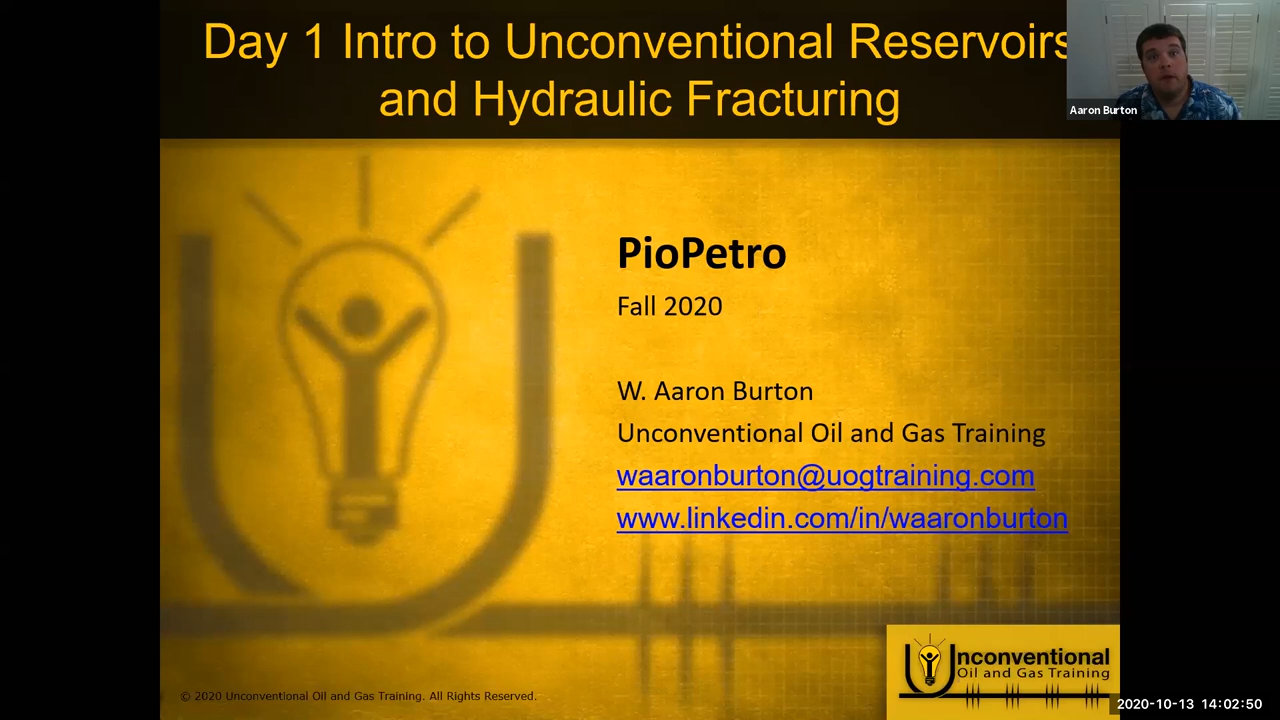 Day 1 Intro to Unconventional Reservoirs
and Hydraulic Fracturing
Aaron Burton
PioPetro
Fall 2020
W. Aaron Burton
Unconventional Oil and Gas Training
waaronburton@uogtraining.com
www.linkedin.com/in/waaronburton
Unconventional
Oil and Gas Training
© 2020 Unconventional Oil and Gas Training. All Rights Reserved.
2020-10-13 14:02:50